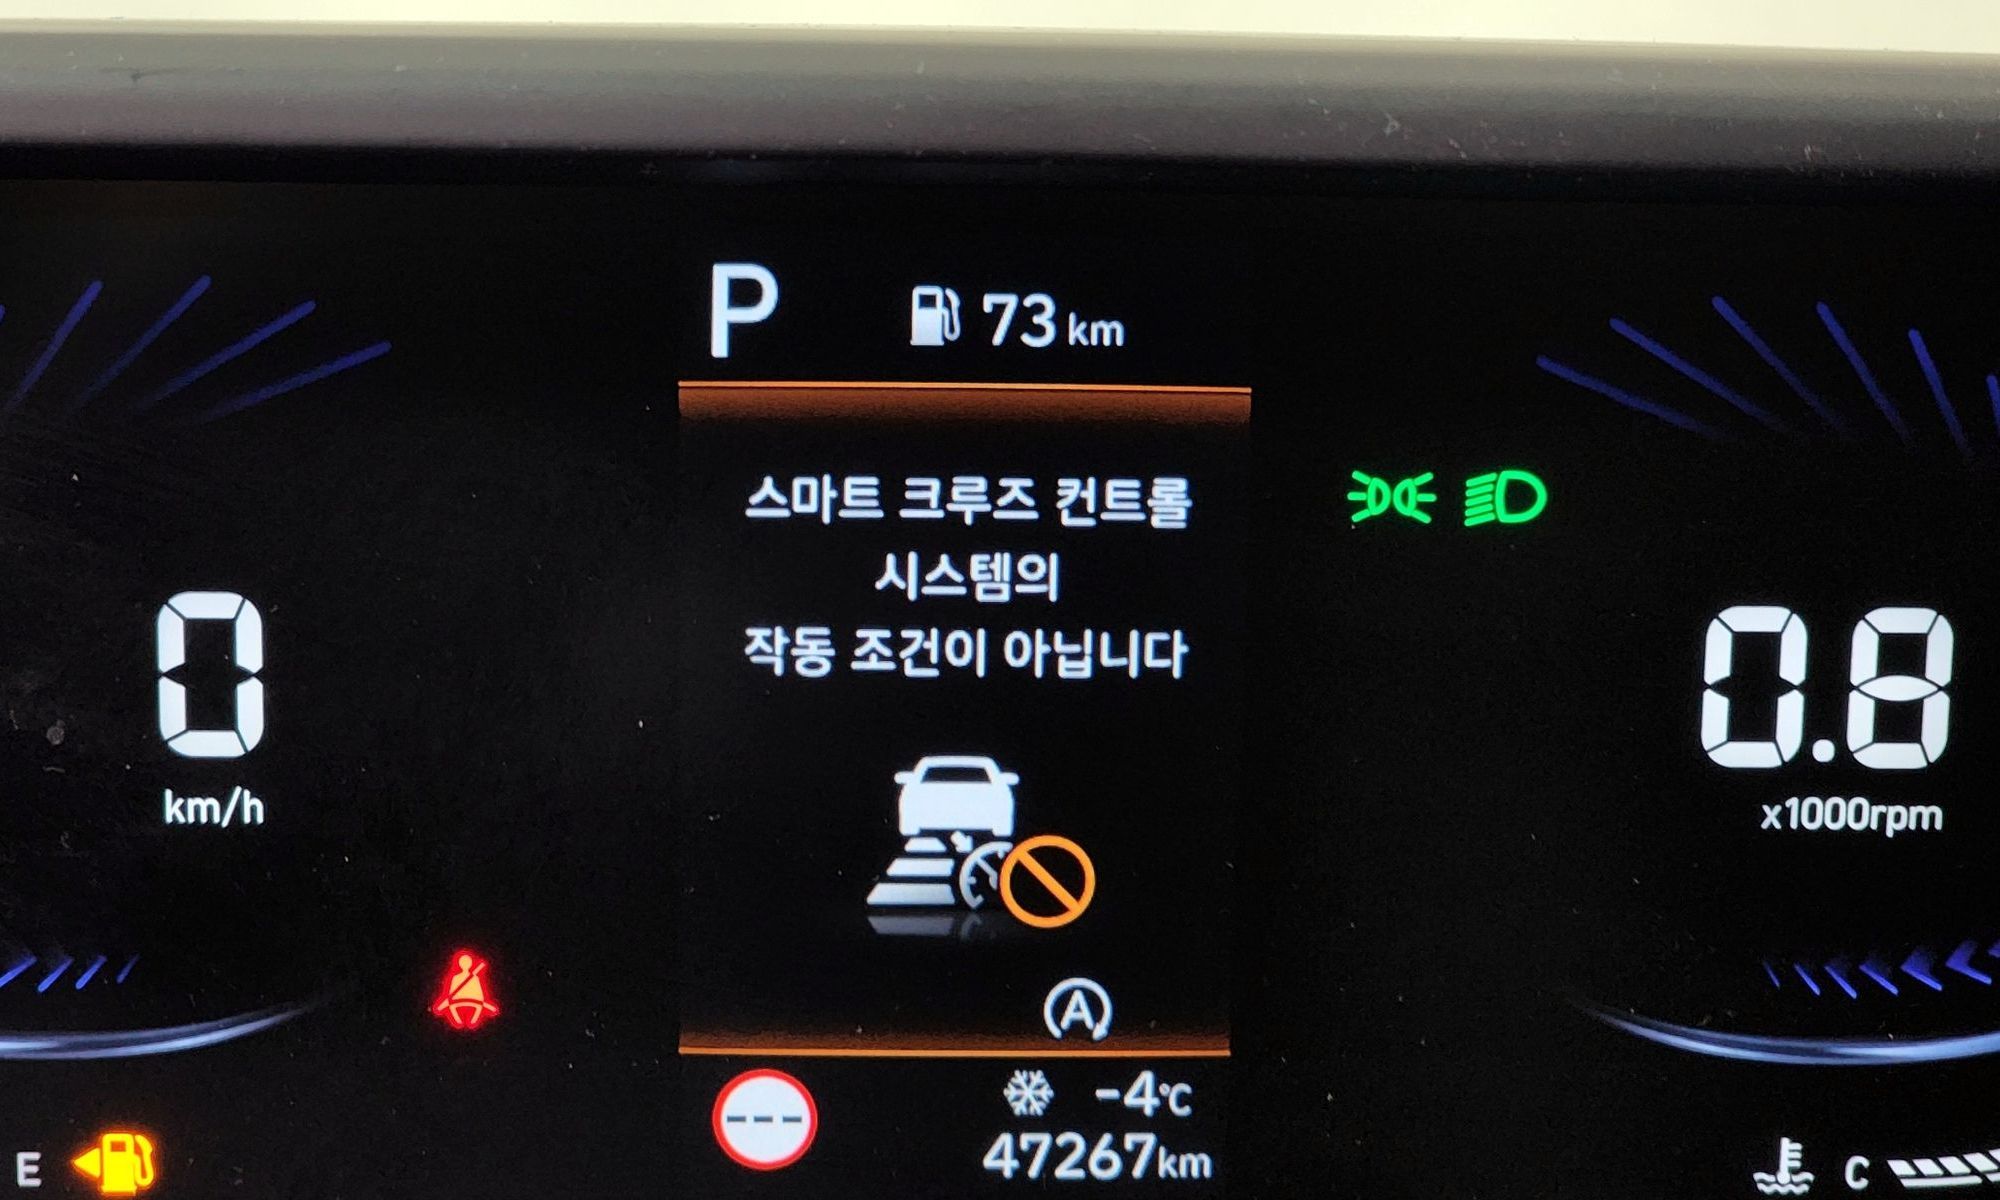 P 73 km
스마트 크루즈 컨트롤
시스템의
작동 조건이 아닙니다
0
km/h
0.8
x1000rpm
A
--- -4℃
47267km
E
C